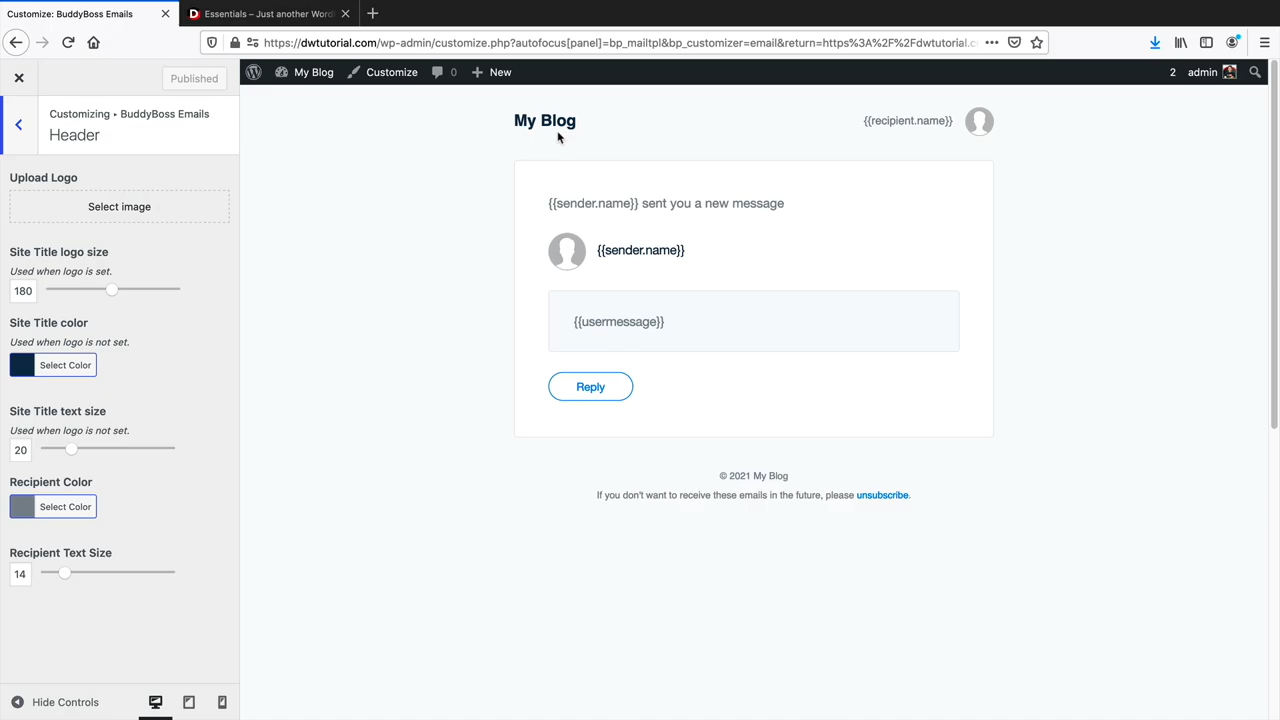 Customize: BuddyBoss Emails
Essentials – Just another Word
https://dwtutorial.com/wp-admin/customize.php?autofocus[panel]=bp_mailtpl&bp_customizer=email&return=https%3A%2F%2Fdwtutorial.c
Published
My Blog
Customize
0
New
2
admin
Customizing ▸ BuddyBoss Emails
Header
Upload Logo
Select image
Site Title logo size
Used when logo is set.
180
Site Title color
Used when logo is not set.
Select Color
Site Title text size
Used when logo is not set.
20
Recipient Color
Select Color
Recipient Text Size
14
Hide Controls
My Blog
{{recipient.name}}
{{sender.name}} sent you a new message
{{sender.name}}
{{usermessage}}
Reply
© 2021 My Blog
If you don't want to receive these emails in the future, please unsubscribe.